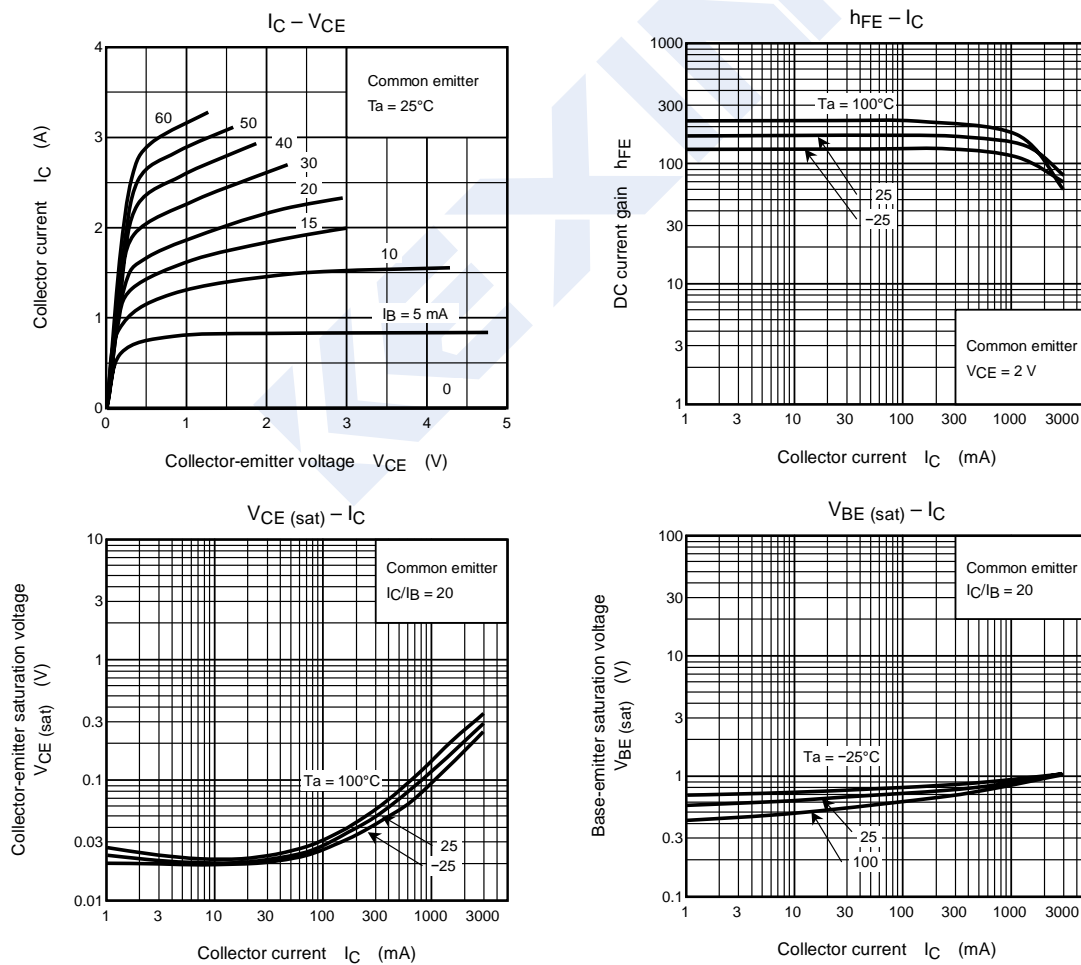 IC – VCE
4
3
2
1
0
Collector current IC (A)
Common emitter
Ta = 25°C
60
50
40
30
20
15
10
IB = 5 mA
0
0 1 2 3 4 5
Collector-emitter voltage VCE (V)
hFE – IC
1000
300
100
30
10
3
1
DC current gain hFE
Ta = 100°C
25
−25
Common emitter
VCE = 2 V
1 3 10 30 100 300 1000 3000
Collector current IC (mA)
VCE (sat) – IC
10
3
1
0.3
0.1
0.03
0.01
Collector-emitter saturation voltage
VCE (sat) (V)
Common emitter
IC/IB = 20
Ta = 100°C
25
−25
1 3 10 30 100 300 1000 3000
Collector current IC (mA)
VBE (sat) – IC
100
30
10
3
1
0.3
0.1
Base-emitter saturation voltage
VBE (sat) (V)
Common emitter
IC/IB = 20
Ta = −25°C
25
100
1 3 10 30 100 300 1000 3000
Collector current IC (mA)
KEXIN